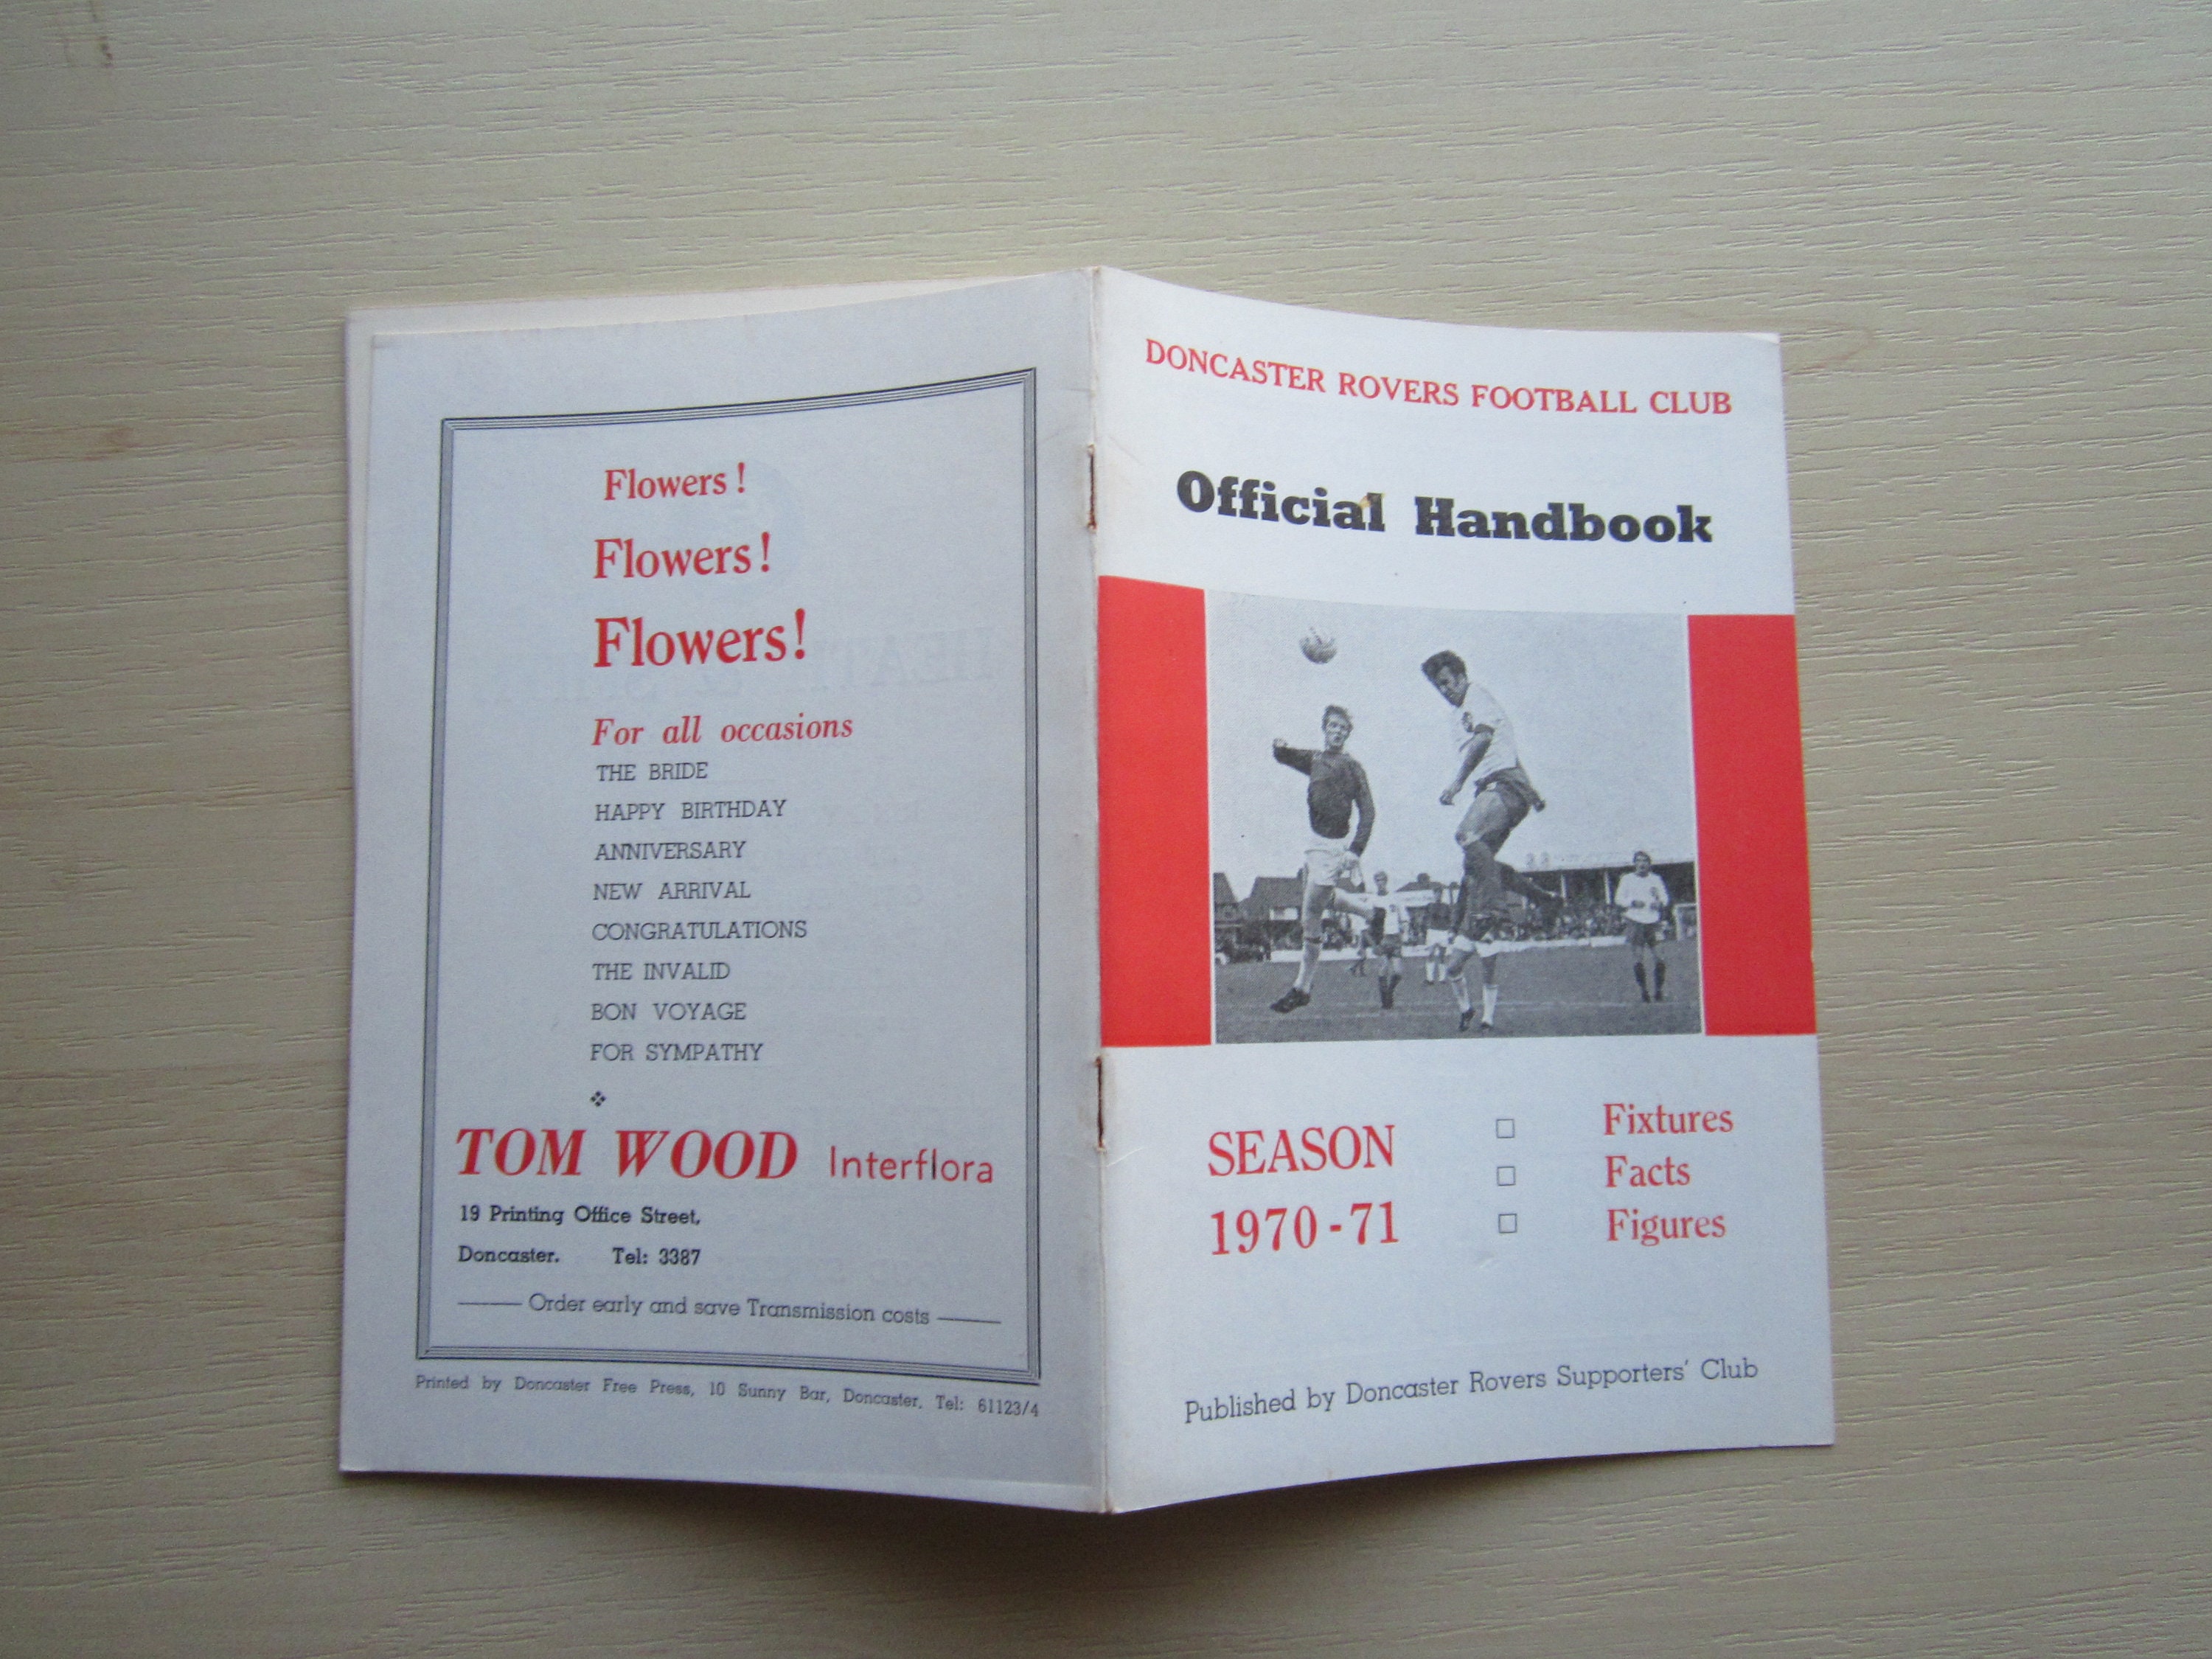 Flowers!
Flowers!
Flowers!
For all occasions
THE BRIDE
HAPPY BIRTHDAY
ANNIVERSARY
NEW ARRIVAL
CONGRATULATIONS
THE INVALID
BON VOYAGE
FOR SYMPATHY
TOM WOOD Interflora
19 Printing Office Street,
Doncaster. Tel: 3387
Order early and save Transmission costs
Printed by Doncaster Free Press, 10 Sunny Bar, Doncaster. Tel: 61123/4
DONCASTER ROVERS FOOTBALL CLUB
Official Handbook
SEASON
1970-71
Fixtures
Facts
Figures
Published by Doncaster Rovers Supporters' Club